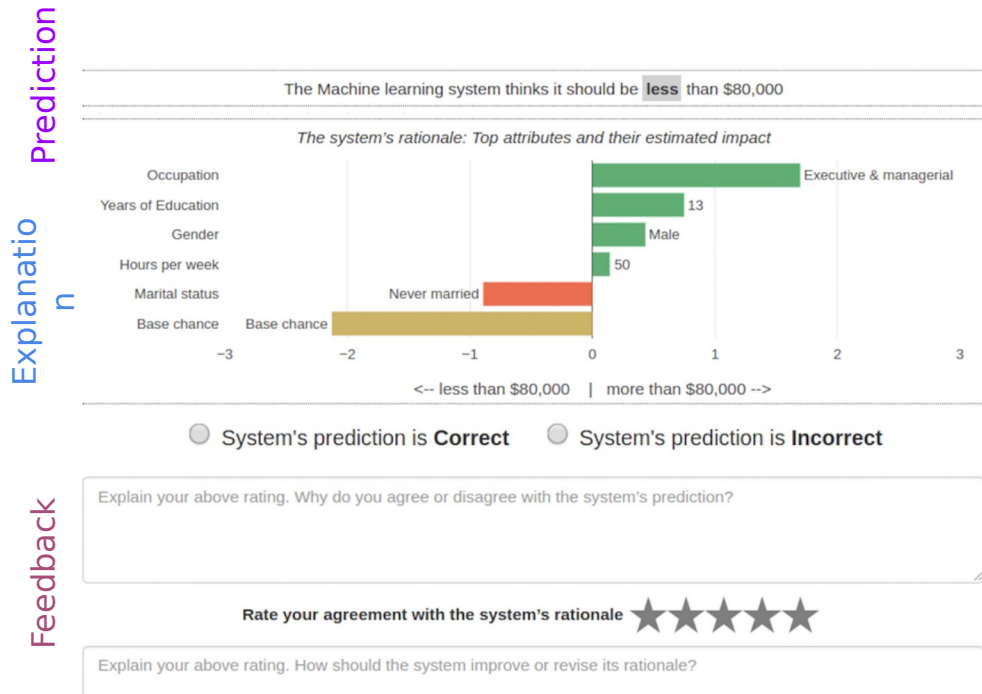 Prediction
The Machine learning system thinks it should be less than $80,000
The system's rationale: Top attributes and their estimated impact
Explanatio
n
Occupation
Executive & managerial
Years of Education
13
Gender
Male
Hours per week
50
Marital status
Never married
Base chance
Base chance
−3 −2 −1 0 1 2 3
<-- less than $80,000 | more than $80,000 -->
System's prediction is Correct
System's prediction is Incorrect
Feedback
Explain your above rating. Why do you agree or disagree with the system's prediction?
Rate your agreement with the system's rationale
Explain your above rating. How should the system improve or revise its rationale?